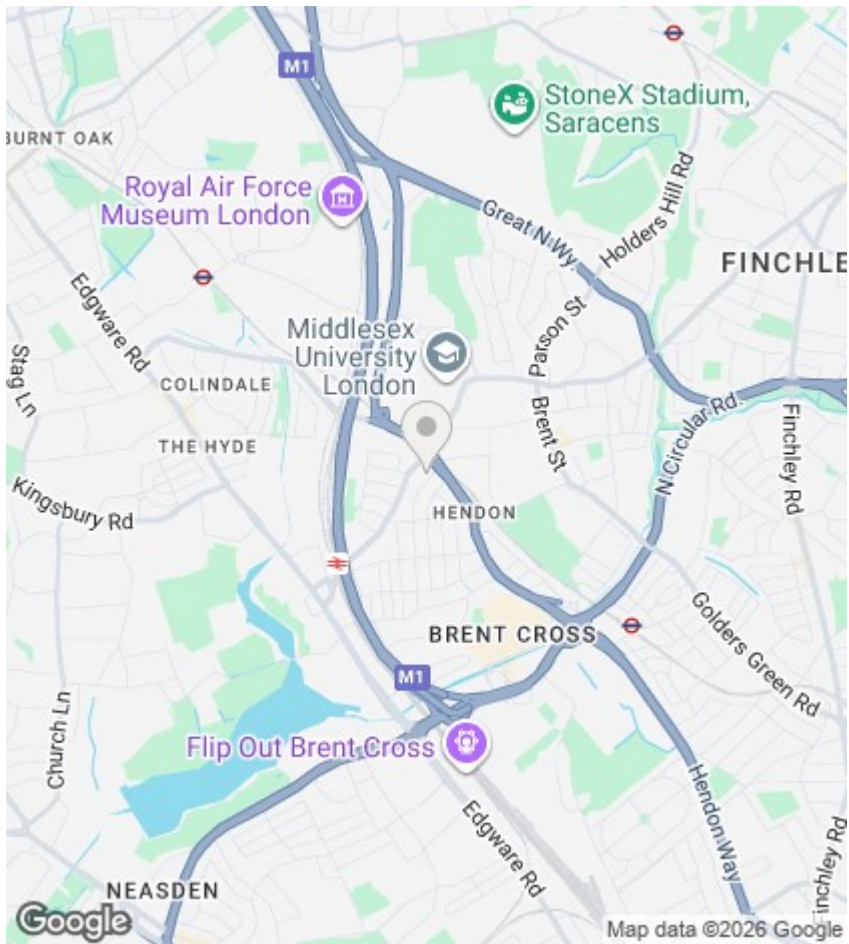 M1
StoneX Stadium,
Saracens
BURNT OAK
Royal Air Force
Museum London
Holders Hill Rd
Great N Wy.
FINCHLE
Edgware Rd
Parson St
Middlesex
University
London
Stag Ln
COLINDALE
Brent St
N Circular Rd.
THE HYDE
Finchley Rd
Kingsbury Rd
HENDON
BRENT CROSS
Golders Green Rd
M1
Church Ln
Flip Out Brent Cross
Hendon Way
Edgware Rd
Finchley Rd
NEASDEN
Google
Map data ©2026 Google